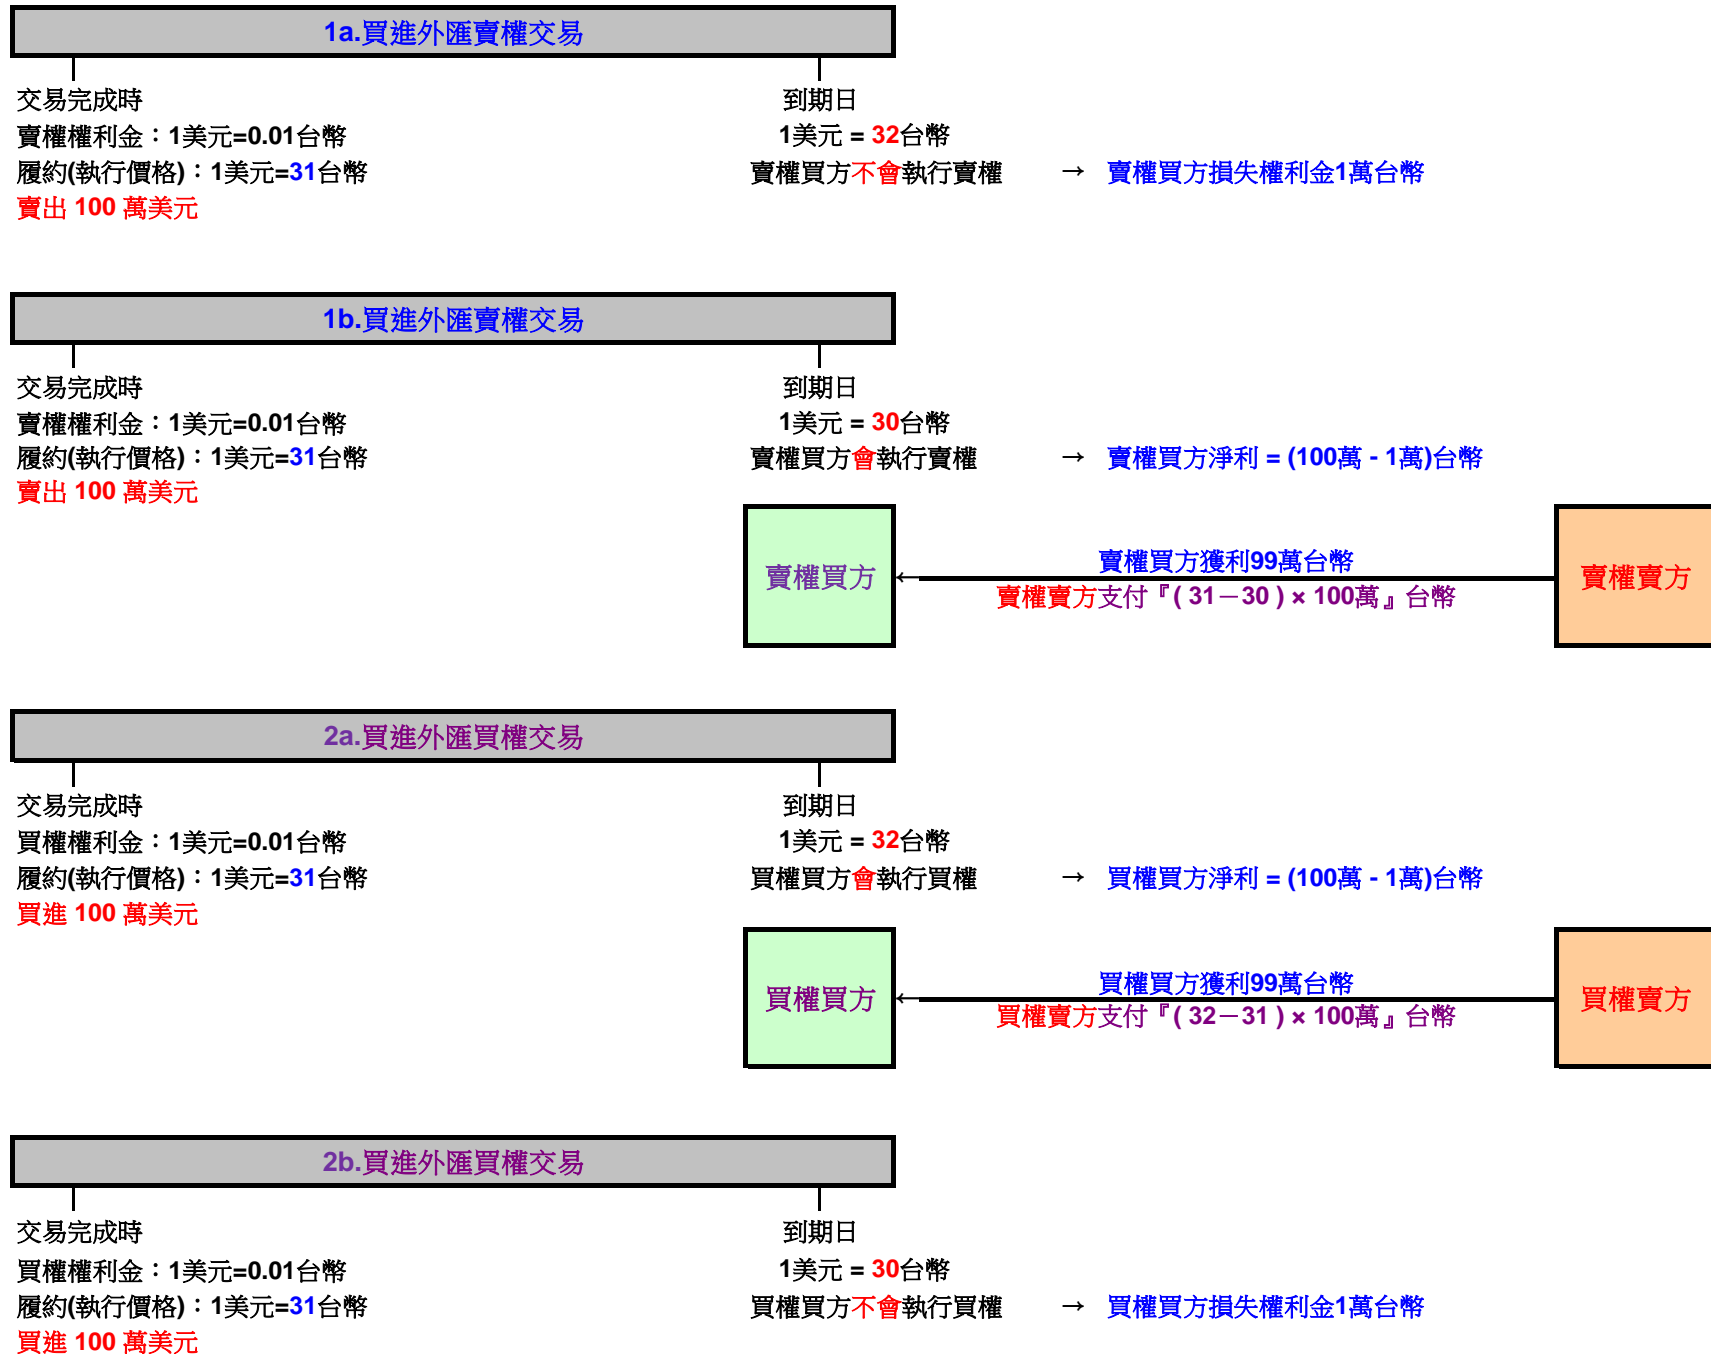 1a.買進外匯賣權交易
交易完成時
到期日
賣權權利金：1美元=0.01台幣
1美元 = 32台幣
履約(執行價格)：1美元=31台幣
賣權買方不會執行賣權 → 賣權買方損失權利金1萬台幣
賣出 100 萬美元
1b.買進外匯賣權交易
交易完成時
到期日
賣權權利金：1美元=0.01台幣
1美元 = 30台幣
履約(執行價格)：1美元=31台幣
賣權買方會執行賣權 → 賣權買方淨利 = (100萬 - 1萬)台幣
賣出 100 萬美元
賣權買方
賣權買方獲利99萬台幣
賣權賣方支付『( 31－30 ) × 100萬』台幣
賣權賣方
2a.買進外匯買權交易
交易完成時
到期日
買權權利金：1美元=0.01台幣
1美元 = 32台幣
履約(執行價格)：1美元=31台幣
買權買方會執行買權 → 買權買方淨利 = (100萬 - 1萬)台幣
買進 100 萬美元
買權買方
買權買方獲利99萬台幣
買權賣方支付『( 32－31 ) × 100萬』台幣
買權賣方
2b.買進外匯買權交易
交易完成時
到期日
買權權利金：1美元=0.01台幣
1美元 = 30台幣
履約(執行價格)：1美元=31台幣
買權買方不會執行買權 → 買權買方損失權利金1萬台幣
買進 100 萬美元